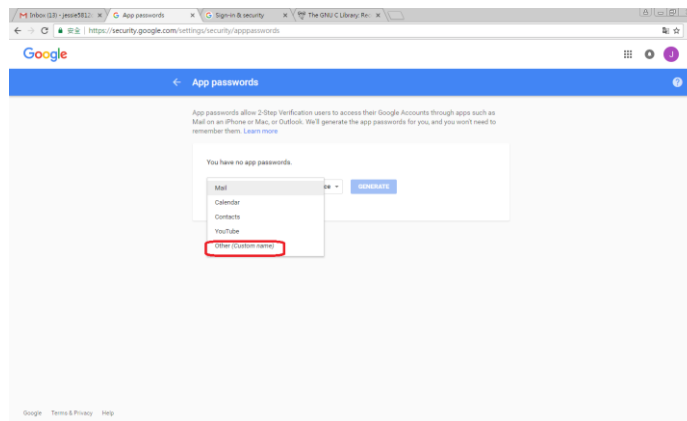 Inbox (13) - jessie5812
App passwords
Sign-in & security
The GNU C Library: Re
安全 | https://security.google.com/settings/security/apppasswords
Google
J
App passwords
App passwords allow 2-Step Verification users to access their Google Accounts through apps such as
Mail on an iPhone or Mac, or Outlook. We'll generate the app passwords for you, and you won't need to
remember them. Learn more
You have no app passwords.
GENERATE
Mail
Calendar
Contacts
YouTube
Other (Custom name)
Google Terms & Privacy Help